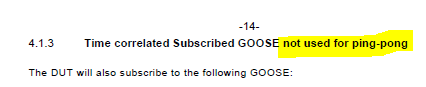 -14-
4.1.3 Time correlated Subscribed GOOSE not used for ping-pong
The DUT will also subscribe to the following GOOSE: